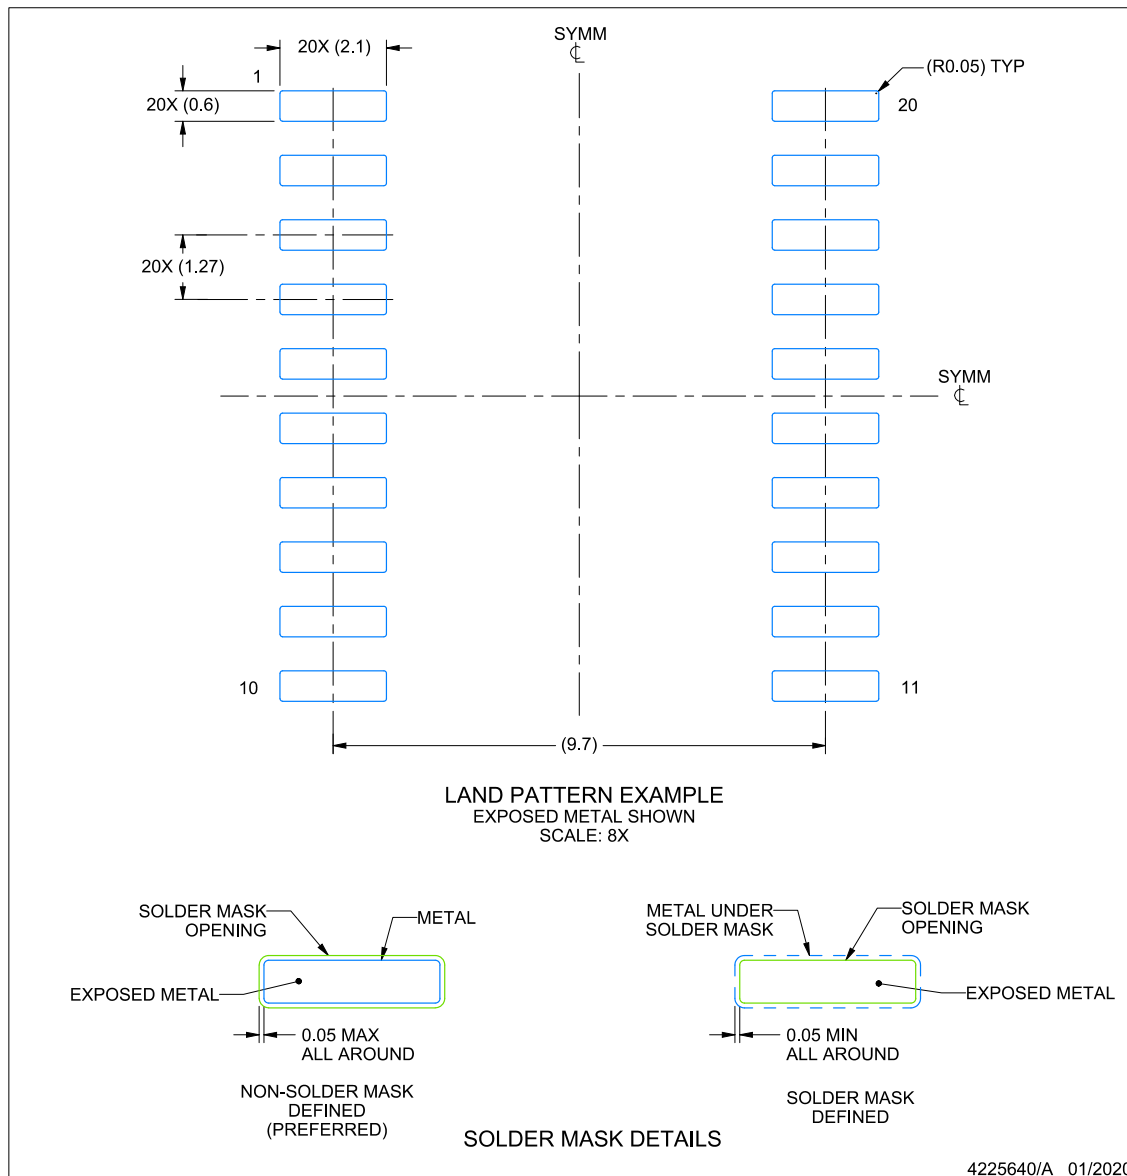 SYMM
℄
20X (2.1)
(R0.05) TYP
1
20X (0.6)
20
20X (1.27)
SYMM
℄
10
11
(9.7)
LAND PATTERN EXAMPLE
EXPOSED METAL SHOWN
SCALE: 8X
SOLDER MASK
OPENING
METAL
EXPOSED METAL
0.05 MAX
ALL AROUND
NON-SOLDER MASK
DEFINED
(PREFERRED)
METAL UNDER
SOLDER MASK
SOLDER MASK
OPENING
EXPOSED METAL
0.05 MIN
ALL AROUND
SOLDER MASK
DEFINED
SOLDER MASK DETAILS
4225640/A 01/2020